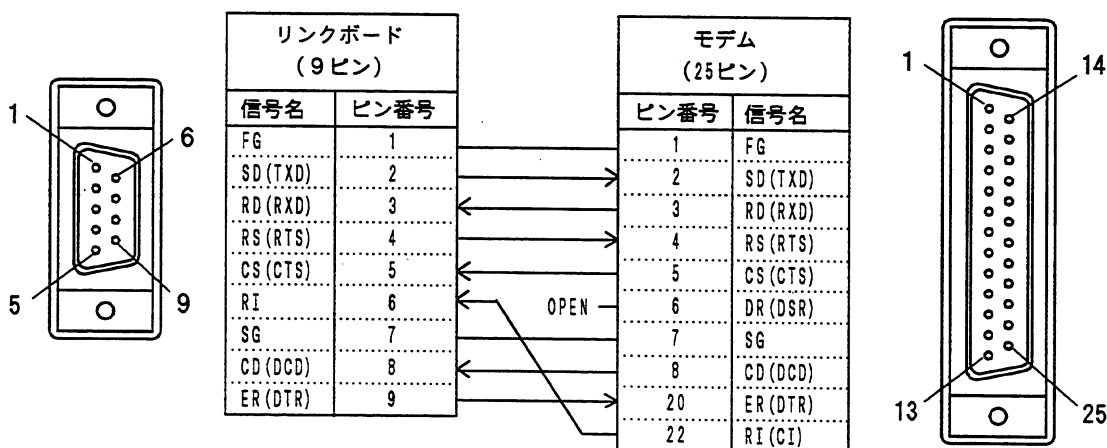 リンクボード
(9ピン)
信号名 ピン番号
FG 1
SD(TXD) 2
RD(RXD) 3
RS(RTS) 4
CS(CTS) 5
RI 6
SG 7
CD(DCD) 8
ER(DTR) 9
1
6
5
9
OPEN
モデム
(25ピン)
ピン番号 信号名
1 FG
2 SD(TXD)
3 RD(RXD)
4 RS(RTS)
5 CS(CTS)
6 DR(DSR)
7 SG
8 CD(DCD)
20 ER(DTR)
22 RI(CI)
1
14
13
25